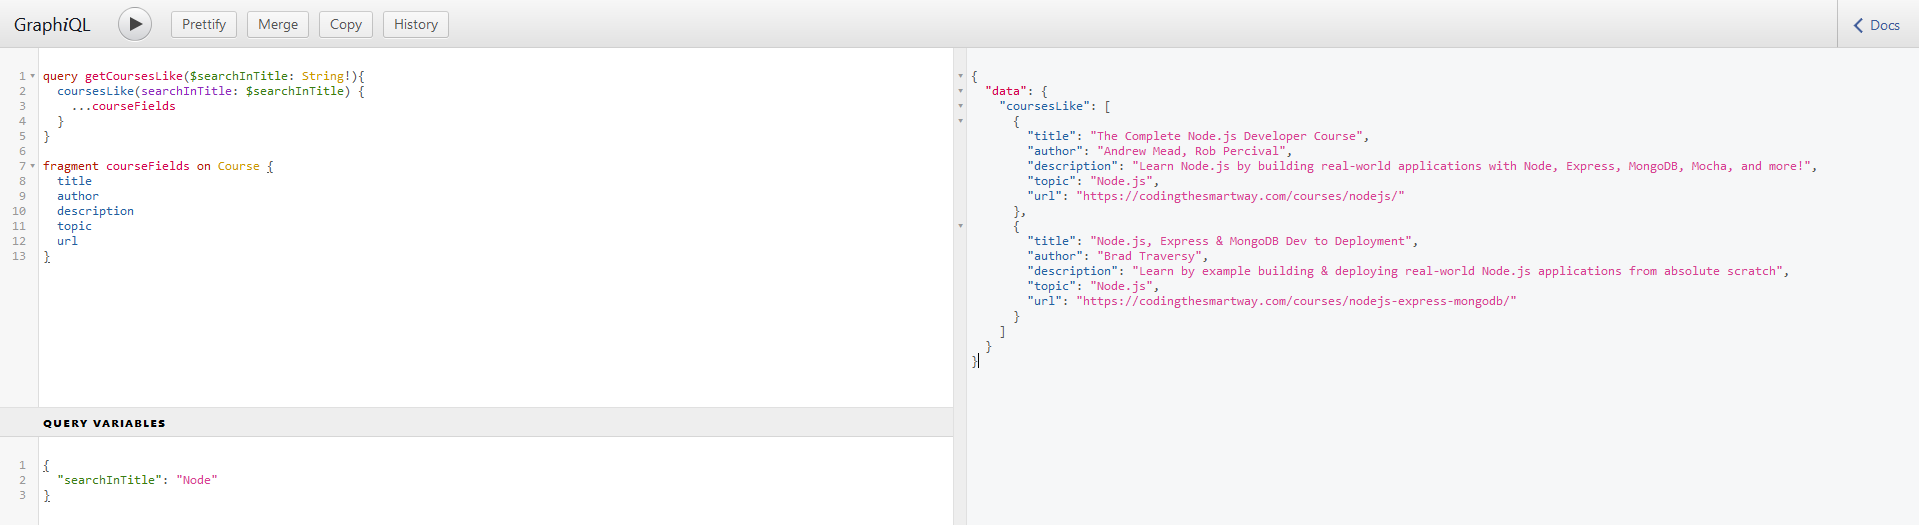 GraphiQL Prettify Merge Copy History Docs
1 query getCoursesLike($searchInTitle: String!){
2 coursesLike(searchInTitle: $searchInTitle) {
3 ...courseFields
4 }
5 }
6
7 fragment courseFields on Course {
8 title
9 author
10 description
11 topic
12 url
13 }
QUERY VARIABLES
1 {
2 "searchInTitle": "Node"
3 }
{
"data": {
"coursesLike": [
{
"title": "The Complete Node.js Developer Course",
"author": "Andrew Mead, Rob Percival",
"description": "Learn Node.js by building real-world applications with Node, Express, MongoDB, Mocha, and more!",
"topic": "Node.js",
"url": "https://codingthesmartway.com/courses/nodejs/"
},
{
"title": "Node.js, Express & MongoDB Dev to Deployment",
"author": "Brad Traversy",
"description": "Learn by example building & deploying real-world Node.js applications from absolute scratch",
"topic": "Node.js",
"url": "https://codingthesmartway.com/courses/nodejs-express-mongodb/"
}
]
}
}